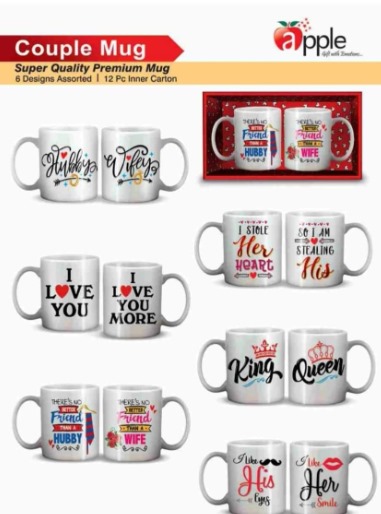 Couple Mug
Super Quality Premium Mug
6 Designs Assorted | 12 Pc Inner Carton
apple
Gift with Emotions...
Hubby
Wifey
THERE'S NO
BETTER
Friend
THAN A
HUBBY
THERE'S NO
BETTER
Friend
THAN A
WIFE
I STOLE
Her
HEART
SO I AM
STEALING
His
I
LOVE
YOU
I
LOVE
YOU
MORE
King
Queen
THERE'S NO
BETTER
Friend
THAN A
HUBBY
THERE'S NO
BETTER
Friend
THAN A
WIFE
I like
His
Eyes
I like
Her
Smile